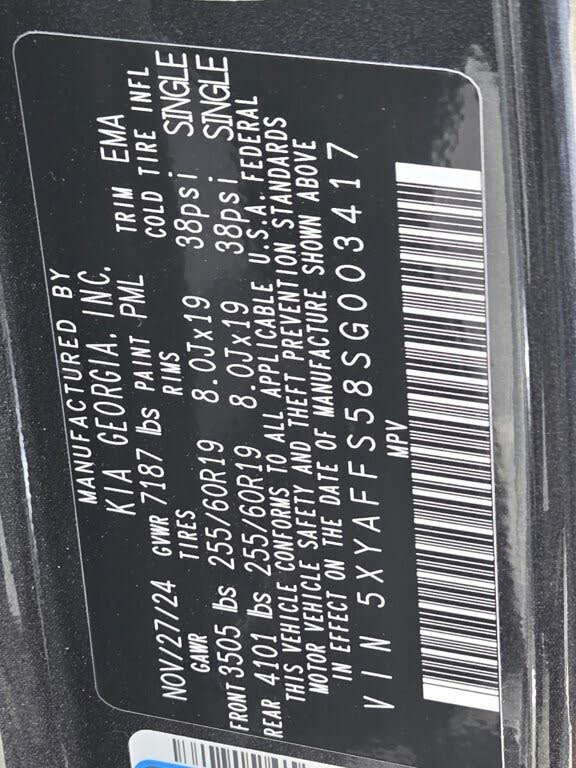 MANUFACTURED BY
KIA GEORGIA, INC.
NOV/27/24 GVWR 7187 lbs PAINT PML TRIM EMA
GAWR TIRES RIMS COLD TIRE INFL
FRONT 3505 lbs 255/60R19 8.0Jx19 38psi SINGLE
REAR 4101 lbs 255/60R19 8.0Jx19 38psi SINGLE
THIS VEHICLE CONFORMS TO ALL APPLICABLE U.S.A. FEDERAL
MOTOR VEHICLE SAFETY AND THEFT PREVENTION STANDARDS
IN EFFECT ON THE DATE OF MANUFACTURE SHOWN ABOVE
VIN 5XYAFFS58SG003417
MPV